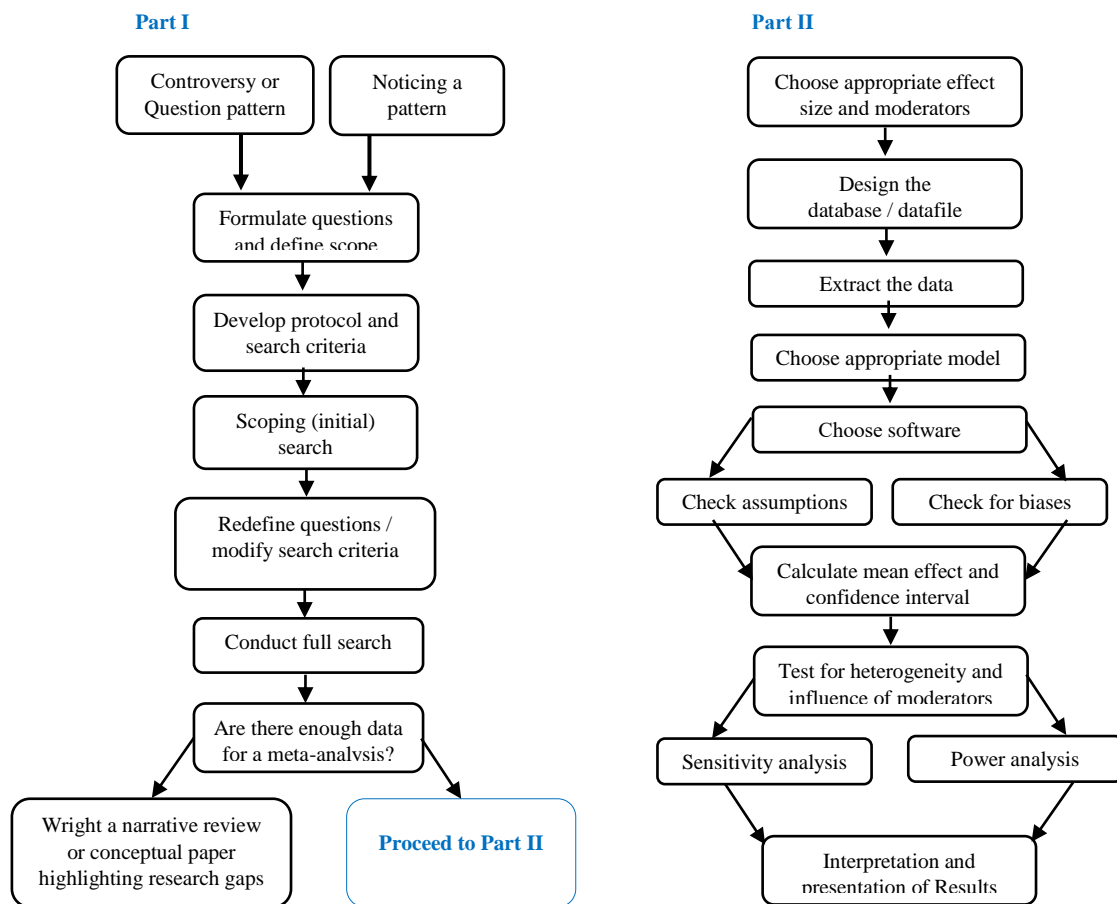 Part I
Controversy or
Question pattern
Noticing a
pattern
Formulate questions
and define scope
Develop protocol and
search criteria
Scoping (initial)
search
Redefine questions /
modify search criteria
Conduct full search
Are there enough data
for a meta-analysis?
Wright a narrative review
or conceptual paper
highlighting research gaps
Proceed to Part II
Part II
Choose appropriate effect
size and moderators
Design the
database / datafile
Extract the data
Choose appropriate model
Choose software
Check assumptions
Check for biases
Calculate mean effect and
confidence interval
Test for heterogeneity and
influence of moderators
Sensitivity analysis
Power analysis
Interpretation and
presentation of Results